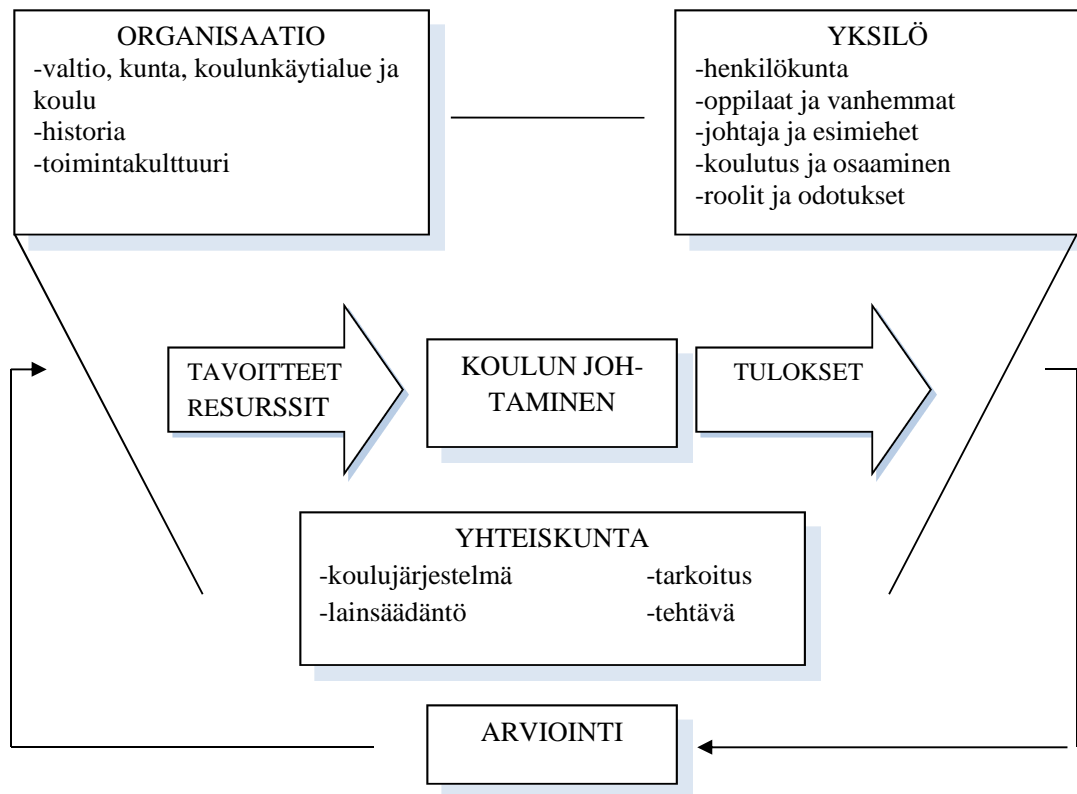 ORGANISAATIO
-valtio, kunta, koulunkäytialue ja
koulu
-historia
-toimintakulttuuri
YKSILÖ
-henkilökunta
-oppilaat ja vanhemmat
-johtaja ja esimiehet
-koulutus ja osaaminen
-roolit ja odotukset
TAVOITTEET
RESURSSIT
KOULUN JOH-
TAMINEN
TULOKSET
YHTEISKUNTA
-koulujärjestelmä -tarkoitus
-lainsäädäntö -tehtävä
ARVIOINTI